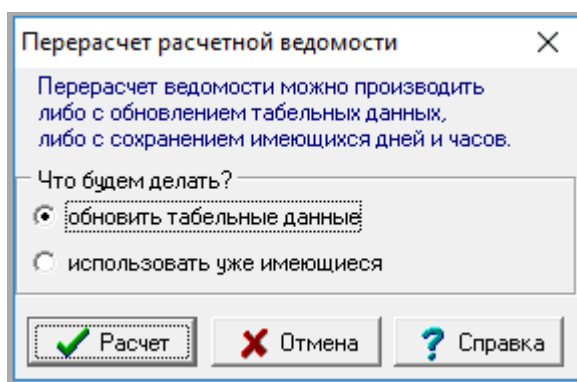 Перерасчет расчетной ведомости
Перерасчет ведомости можно производить
либо с обновлением табельных данных,
либо с сохранением имеющихся дней и часов.
Что будем делать?
обновить табельные данные
использовать уже имеющиеся
Расчет Отмена Справка